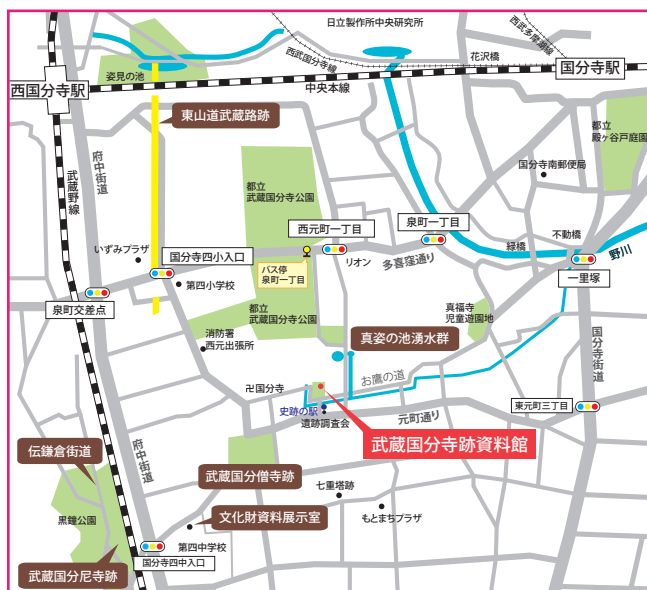 日立製作所中央研究所
西武国分寺線
西武多摩湖線
花沢橋
国分寺駅
姿見の池
西国分寺駅
中央本線
東山道武蔵路跡
都立
殿ヶ谷戸庭園
府中街道
武蔵野線
国分寺南郵便局
都立
武蔵国分寺公園
西元町一丁目
泉町一丁目
いずみプラザ
国分寺四小入口
リオン
多喜窪通り
緑橋
不動橋
野川
バス停
泉町一丁目
一里塚
第四小学校
泉町交差点
都立
武蔵国分寺公園
真福寺
児童遊園地
消防署
西元出張所
真姿の池湧水群
国分寺街道
お鷹の道
卍国分寺
史跡の駅
遺跡調査会
元町通り
東元町三丁目
武蔵国分寺跡資料館
伝鎌倉街道
府中街道
武蔵国分僧寺跡
七重塔跡
黒鐘公園
文化財資料展示室
もとまちプラザ
第四中学校
国分寺四中入口
武蔵国分尼寺跡